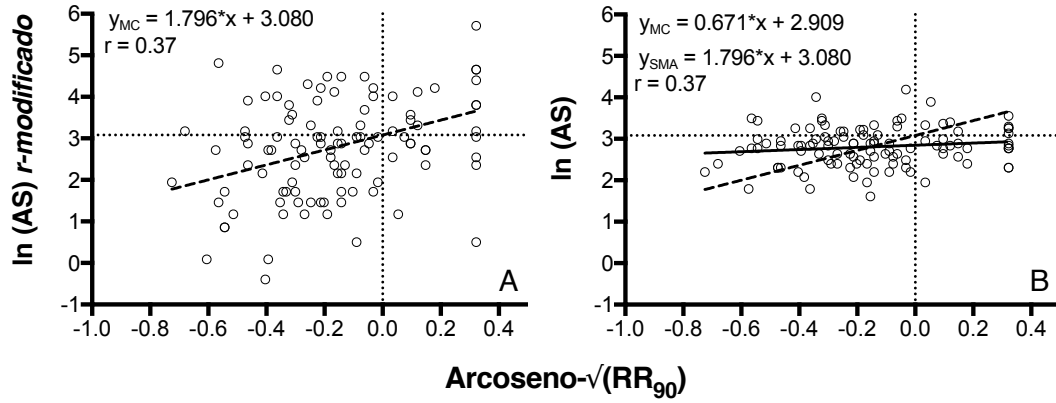 y_MC = 1.796*x + 3.080
r = 0.37
6
5
4
3
2
1
0
-1
-1.0 -0.8 -0.6 -0.4 -0.2 0.0 0.2 0.4
ln (AS) r-modificado
A
y_MC = 0.671*x + 2.909
y_SMA = 1.796*x + 3.080
r = 0.37
6
5
4
3
2
1
0
-1
-1.0 -0.8 -0.6 -0.4 -0.2 0.0 0.2 0.4
ln (AS)
B
Arcoseno-√(RR₉₀)